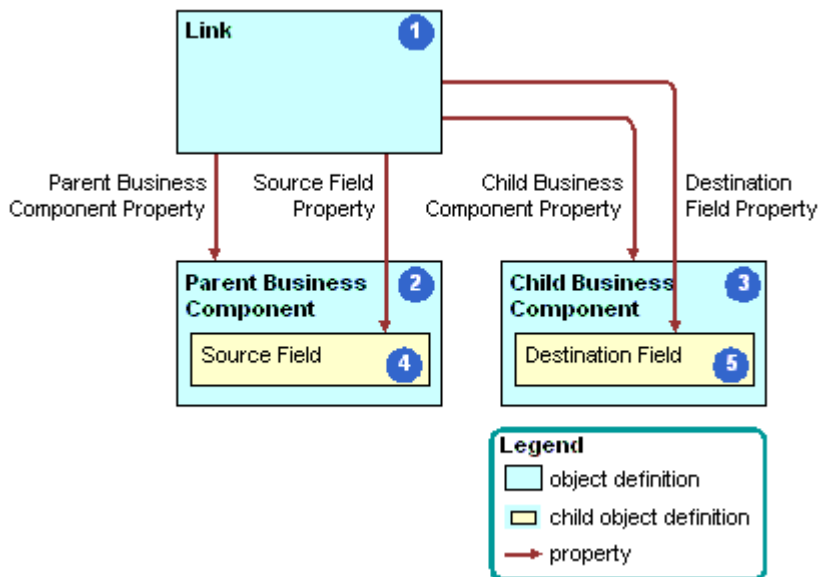 Link
1
Parent Business
Component Property
Source Field
Property
Child Business
Component Property
Destination
Field Property
Parent Business
Component
2
Source Field
4
Child Business
Component
3
Destination Field
5
Legend
object definition
child object definition
property